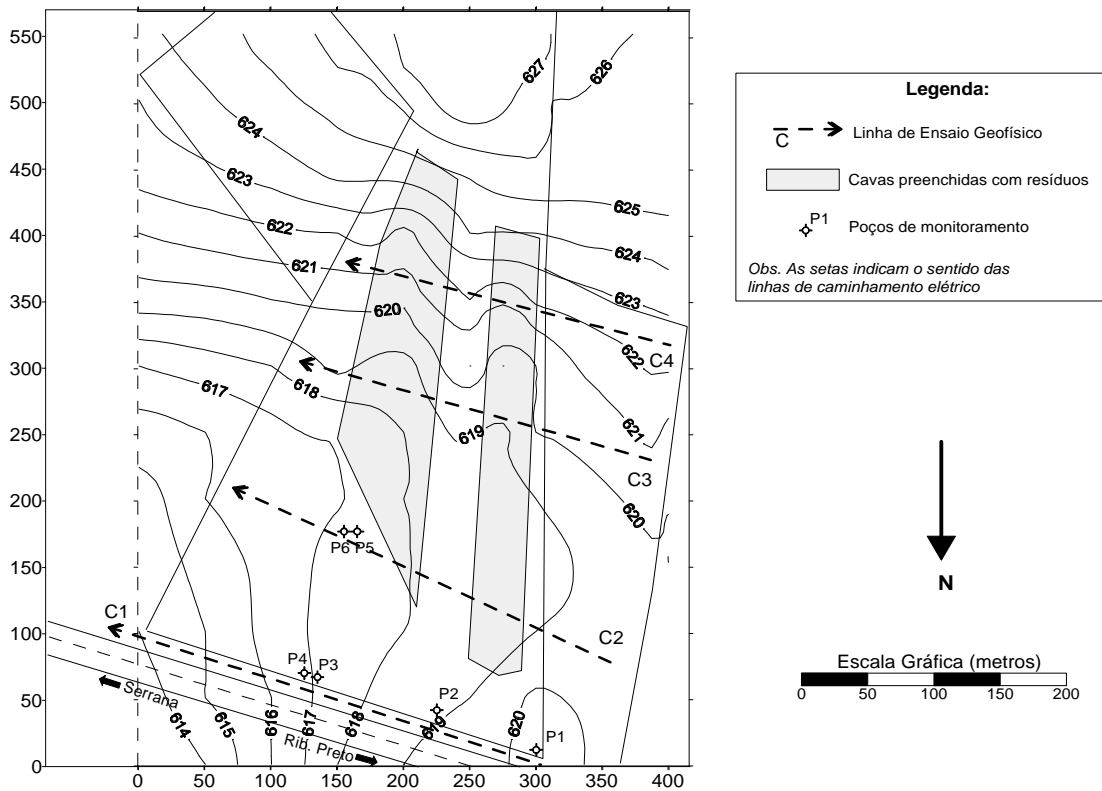 550
500
450
400
350
300
250
200
150
100
50
0
0
50
100
150
200
250
300
350
400
627
626
625
624
624
623
623
622
622
621
621
620
620
619
618
617
614
615
616
617
618
619
620
C4
C3
C2
C1
P6
P5
P4
P3
P2
P1
Serrana
Rib. Preto
Legenda:
C Linha de Ensaio Geofísico
Cavas preenchidas com resíduos
P1 Poços de monitoramento
Obs. As setas indicam o sentido das
linhas de caminhamento elétrico
N
Escala Gráfica (metros)
0 50 100 150 200